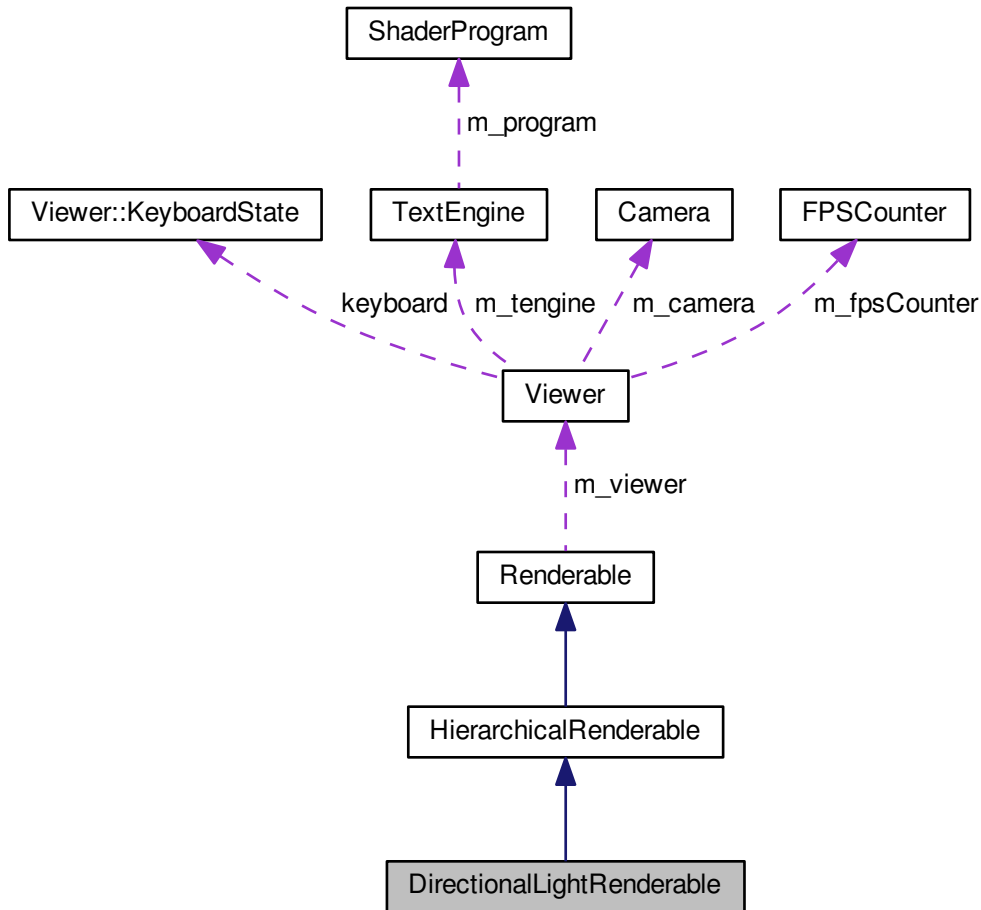 ShaderProgram
m_program
Viewer::KeyboardState
TextEngine
Camera
FPSCounter
keyboard
m_tengine
m_camera
m_fpsCounter
Viewer
m_viewer
Renderable
HierarchicalRenderable
DirectionalLightRenderable